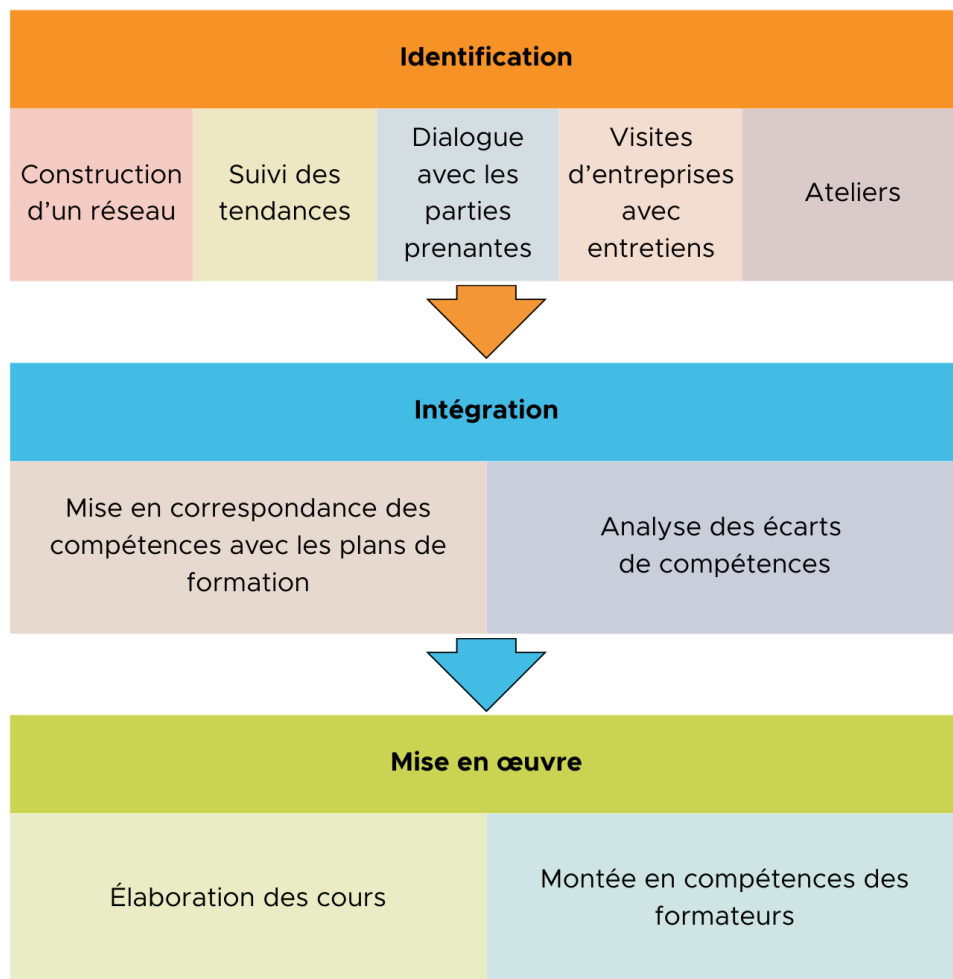 Identification
Construction
d’un réseau
Suivi des
tendances
Dialogue
avec les
parties
prenantes
Visites
d’entreprises
avec
entretiens
Ateliers
Intégration
Mise en correspondance des
compétences avec les plans de
formation
Analyse des écarts
de compétences
Mise en œuvre
Élaboration des cours
Montée en compétences des
formateurs